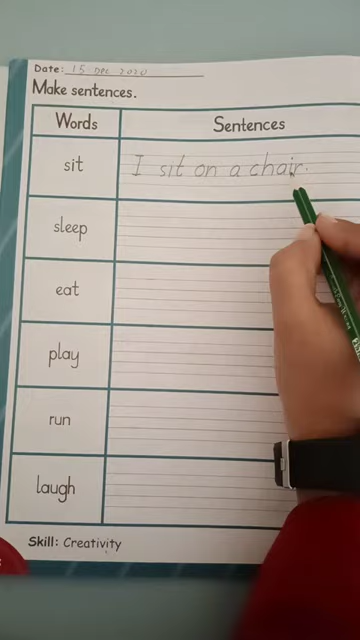 Date: 15 Dec 2020
Make sentences.
Words Sentences
sit I sit on a chair.
sleep
eat
play
run
laugh
Skill: Creativity